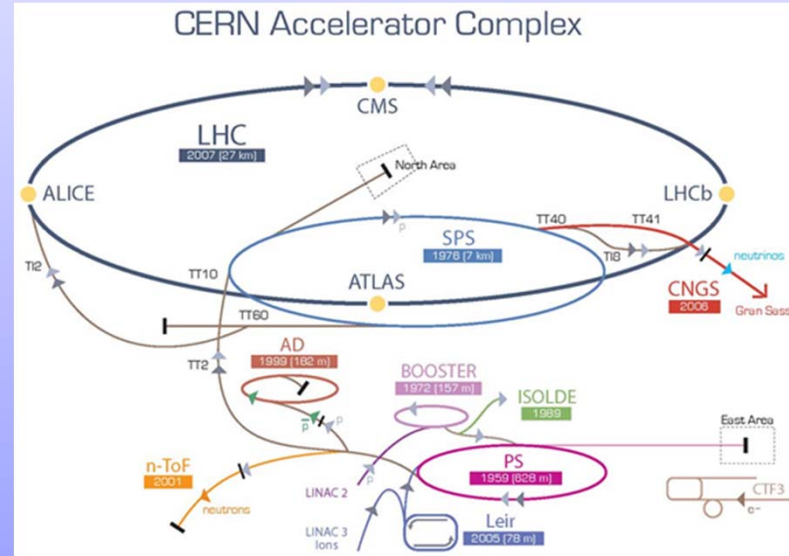 CERN Accelerator Complex
CMS
LHC
2007 (27 km)
North Area
ALICE
LHCb
TT40
TT41
p
SPS
1976 (7 km)
TI8
neutrinos
TI2
TT10
ATLAS
CNGS
2006
Gran Sass
TT60
AD
1999 (182 m)
TT2
BOOSTER
1972 (157 m)
ISOLDE
1989
p
p
East Area
n-ToF
2001
PS
1959 (628 m)
p
LINAC 2
CTF3
e-
neutrons
LINAC 3
Ions
Leir
2005 (78 m)